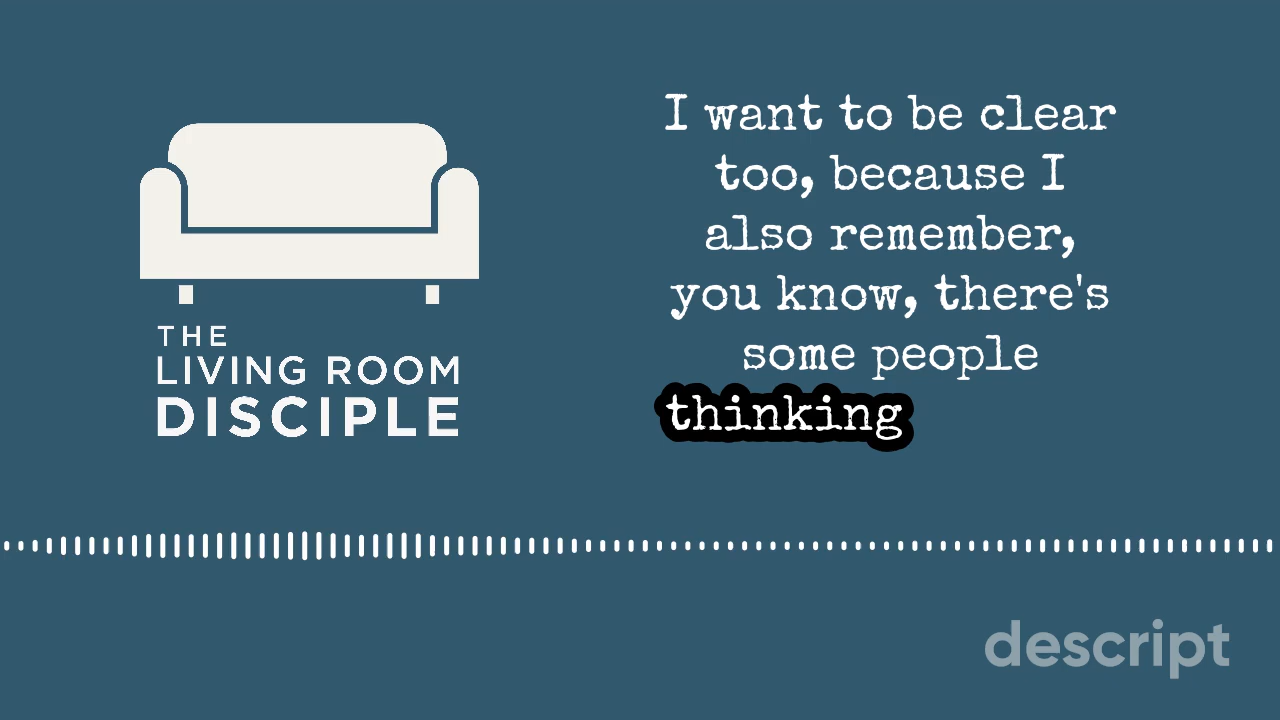 THE
LIVING ROOM
DISCIPLE
I want to be clear
too, because I
also remember,
you know, there's
some people
thinking
descript